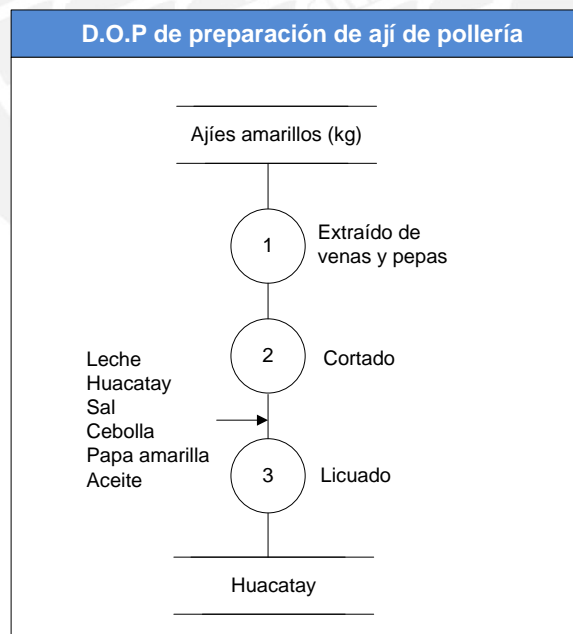 D.O.P de preparación de ají de pollería
Ajíes amarillos (kg)
1
Extraído de
venas y pepas
2
Cortado
Leche
Huacatay
Sal
Cebolla
Papa amarilla
Aceite
3
Licuado
Huacatay